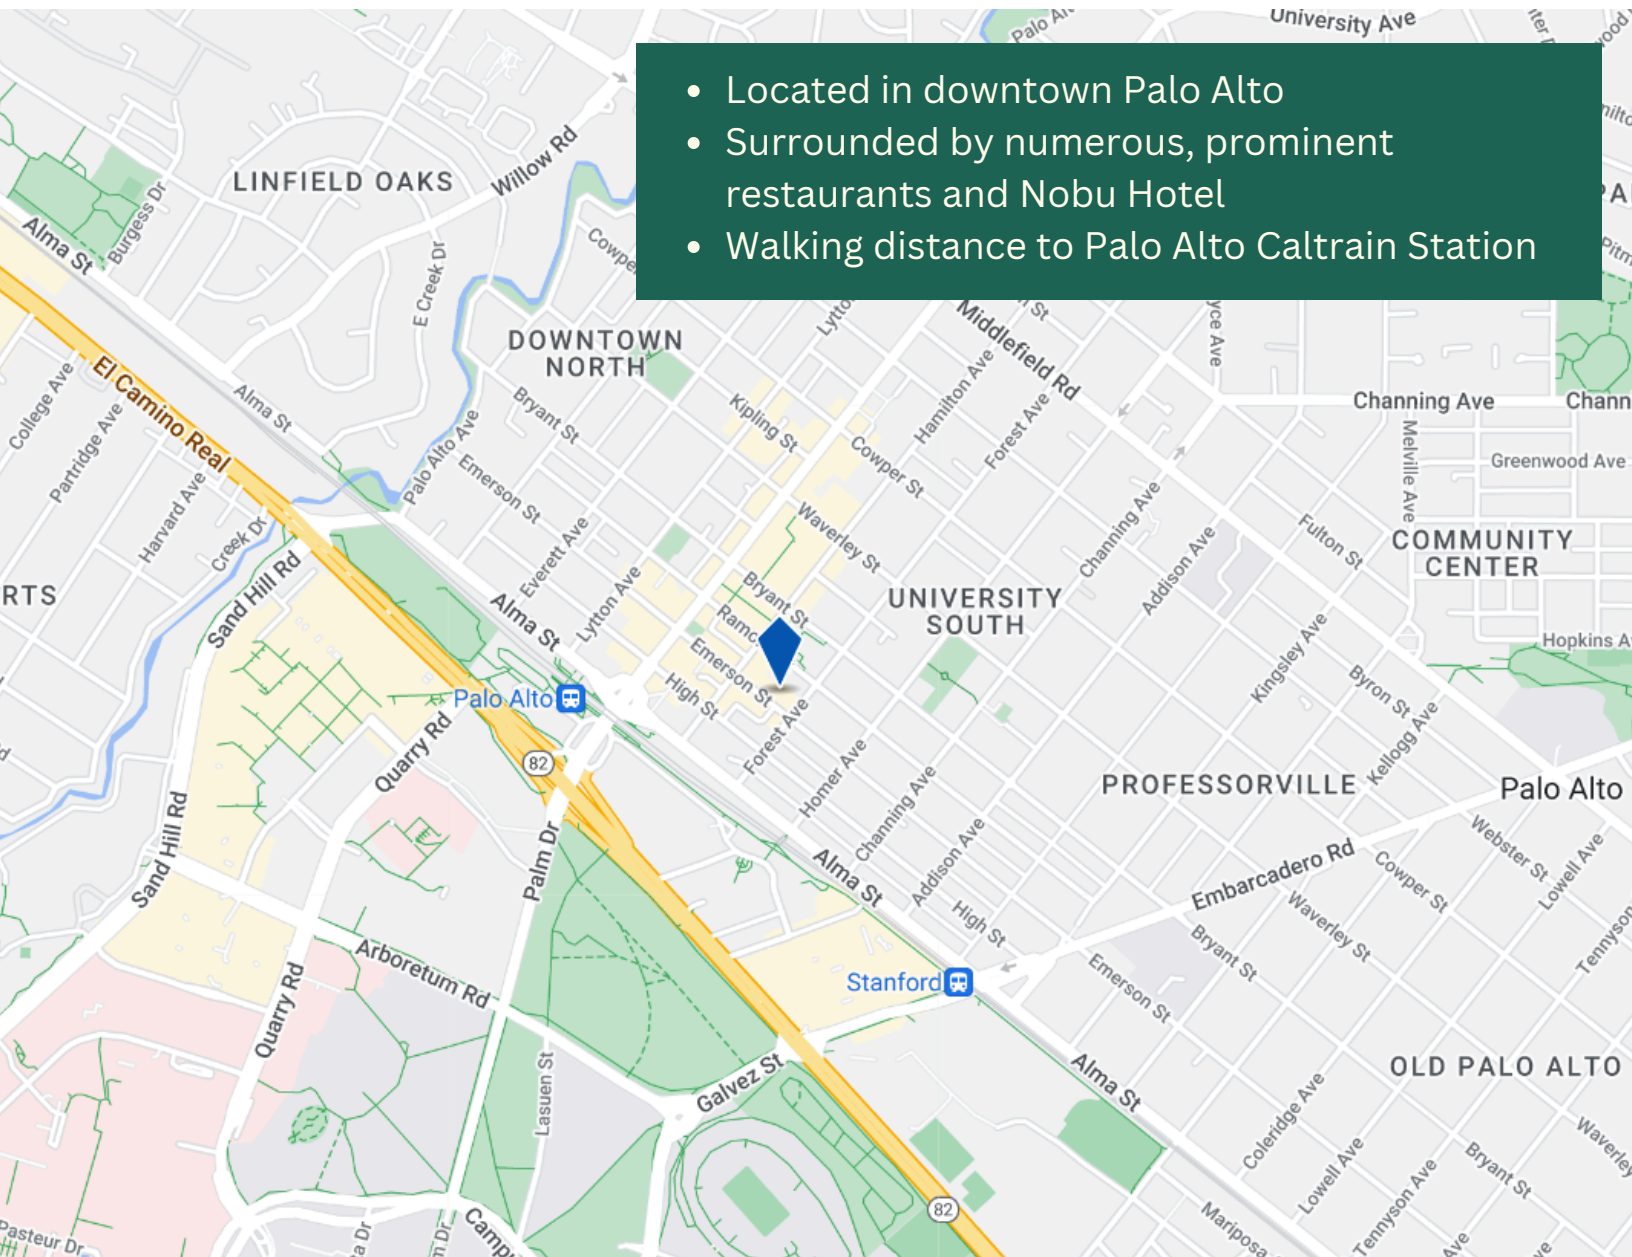 University Ave
• Located in downtown Palo Alto
• Surrounded by numerous, prominent
restaurants and Nobu Hotel
• Walking distance to Palo Alto Caltrain Station
Willow Rd
LINFIELD OAKS
Burgess Dr
Alma St
E Creek Dr
DOWNTOWN
NORTH
Middlefield Rd
Hamilton Ave
Forest Ave
Channing Ave
Greenwood Ave
Melville Ave
El Camino Real
College Ave
Partridge Ave
Harvard Ave
Creek Dr
Alma St
Palo Alto Ave
Bryant St
Emerson St
Kipling St
Cowper St
Waverley St
Everett Ave
Lytton Ave
Alma St
Channing Ave
Addison Ave
Fulton St
COMMUNITY
CENTER
Sand Hill Rd
Bryant St
Emerson St
High St
UNIVERSITY
SOUTH
Kingsley Ave
Byron St
Kellogg Ave
Palo Alto
Quarry Rd
82
Forest Ave
Homer Ave
Channing Ave
Addison Ave
PROFESSORVILLE
Palo Alto
Sand Hill Rd
Palm Dr
Alma St
High St
Embarcadero Rd
Webster St
Lowell Ave
Cowper St
Waverley St
Bryant St
Emerson St
Arboretum Rd
Quarry Rd
Stanford
Lasuen St
Galvez St
Alma St
OLD PALO ALTO
Coleridge Ave
Lowell Ave
Tennyson Ave
Bryant St
Waverley
Mariposa
82
Pasteur Dr